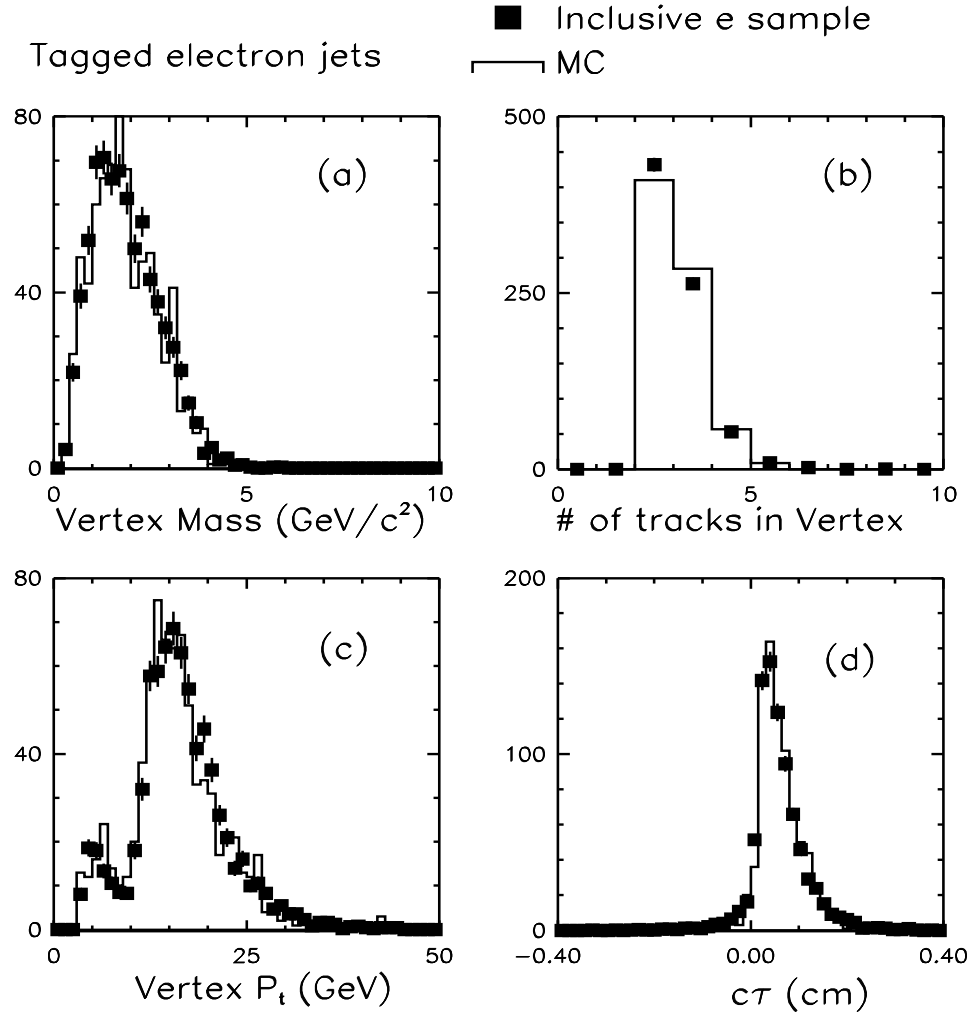 Inclusive e sample
Tagged electron jets
MC
80
40
0
(a)
0 5 10
Vertex Mass (GeV/c²)
500
250
0
(b)
0 5 10
# of tracks in Vertex
80
40
0
(c)
0 25 50
Vertex Pₜ (GeV)
200
100
0
(d)
−0.40 0.00 0.40
cτ (cm)